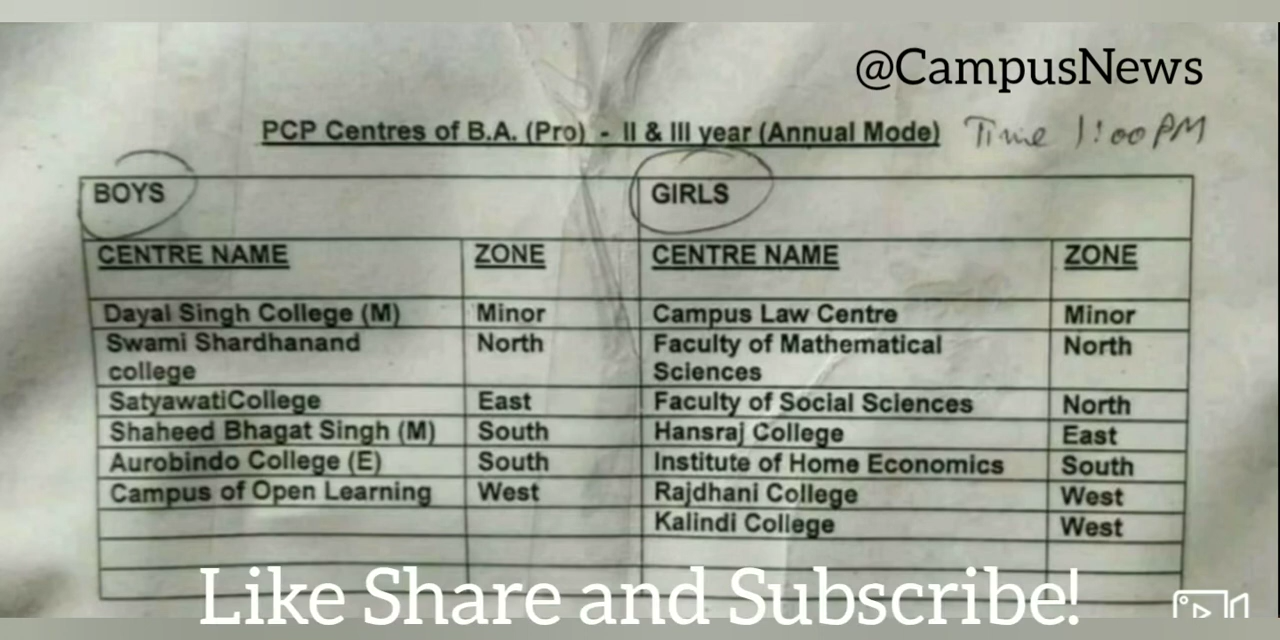 @CampusNews
PCP Centres of B.A. (Pro) - II & III year (Annual Mode) Time 1:00 PM
BOYS GIRLS
CENTRE NAME ZONE CENTRE NAME ZONE
Dayal Singh College (M) Minor Campus Law Centre Minor
Swami Shardhanand North Faculty of Mathematical North
college Sciences
SatyawatiCollege East Faculty of Social Sciences North
Shaheed Bhagat Singh (M) South Hansraj College East
Aurobindo College (E) South Institute of Home Economics South
Campus of Open Learning West Rajdhani College West
Kalindi College West
Like Share and Subscribe!